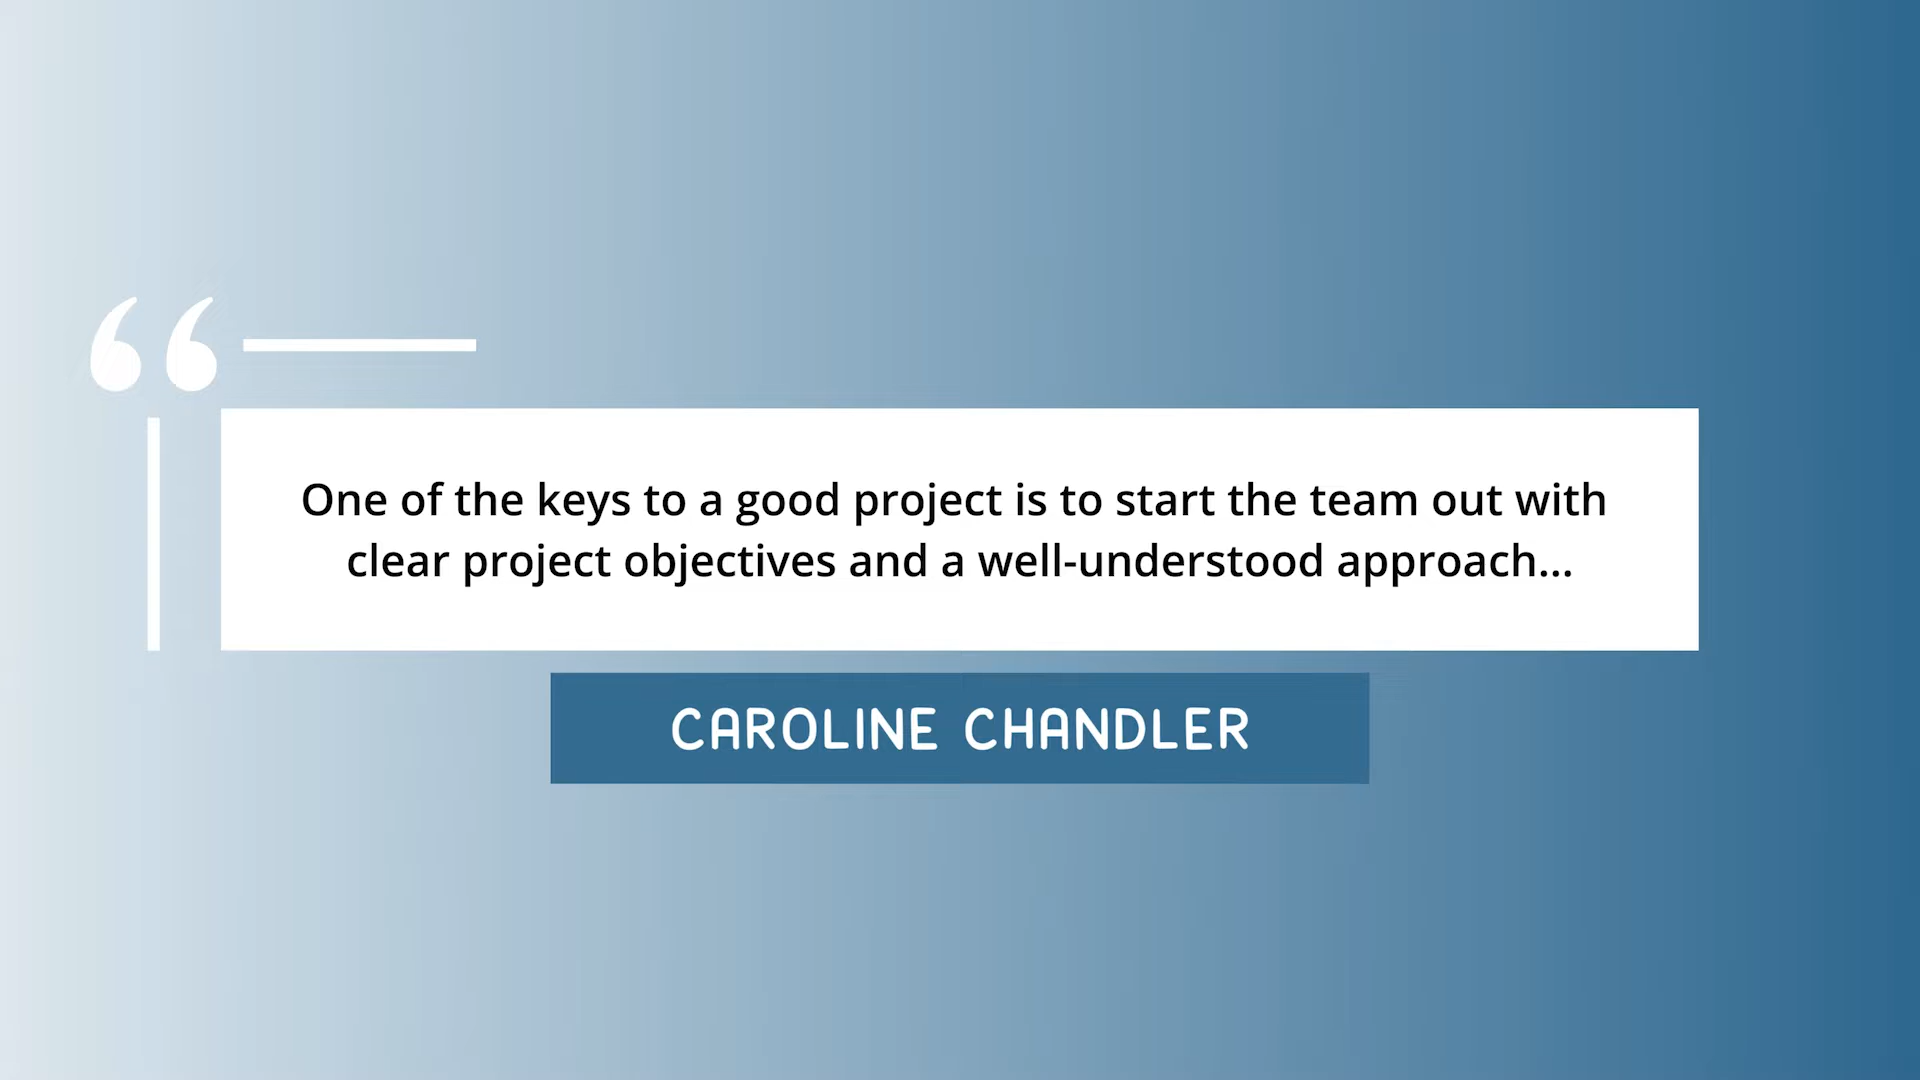 “
One of the keys to a good project is to start the team out with
clear project objectives and a well-understood approach...
CAROLINE CHANDLER